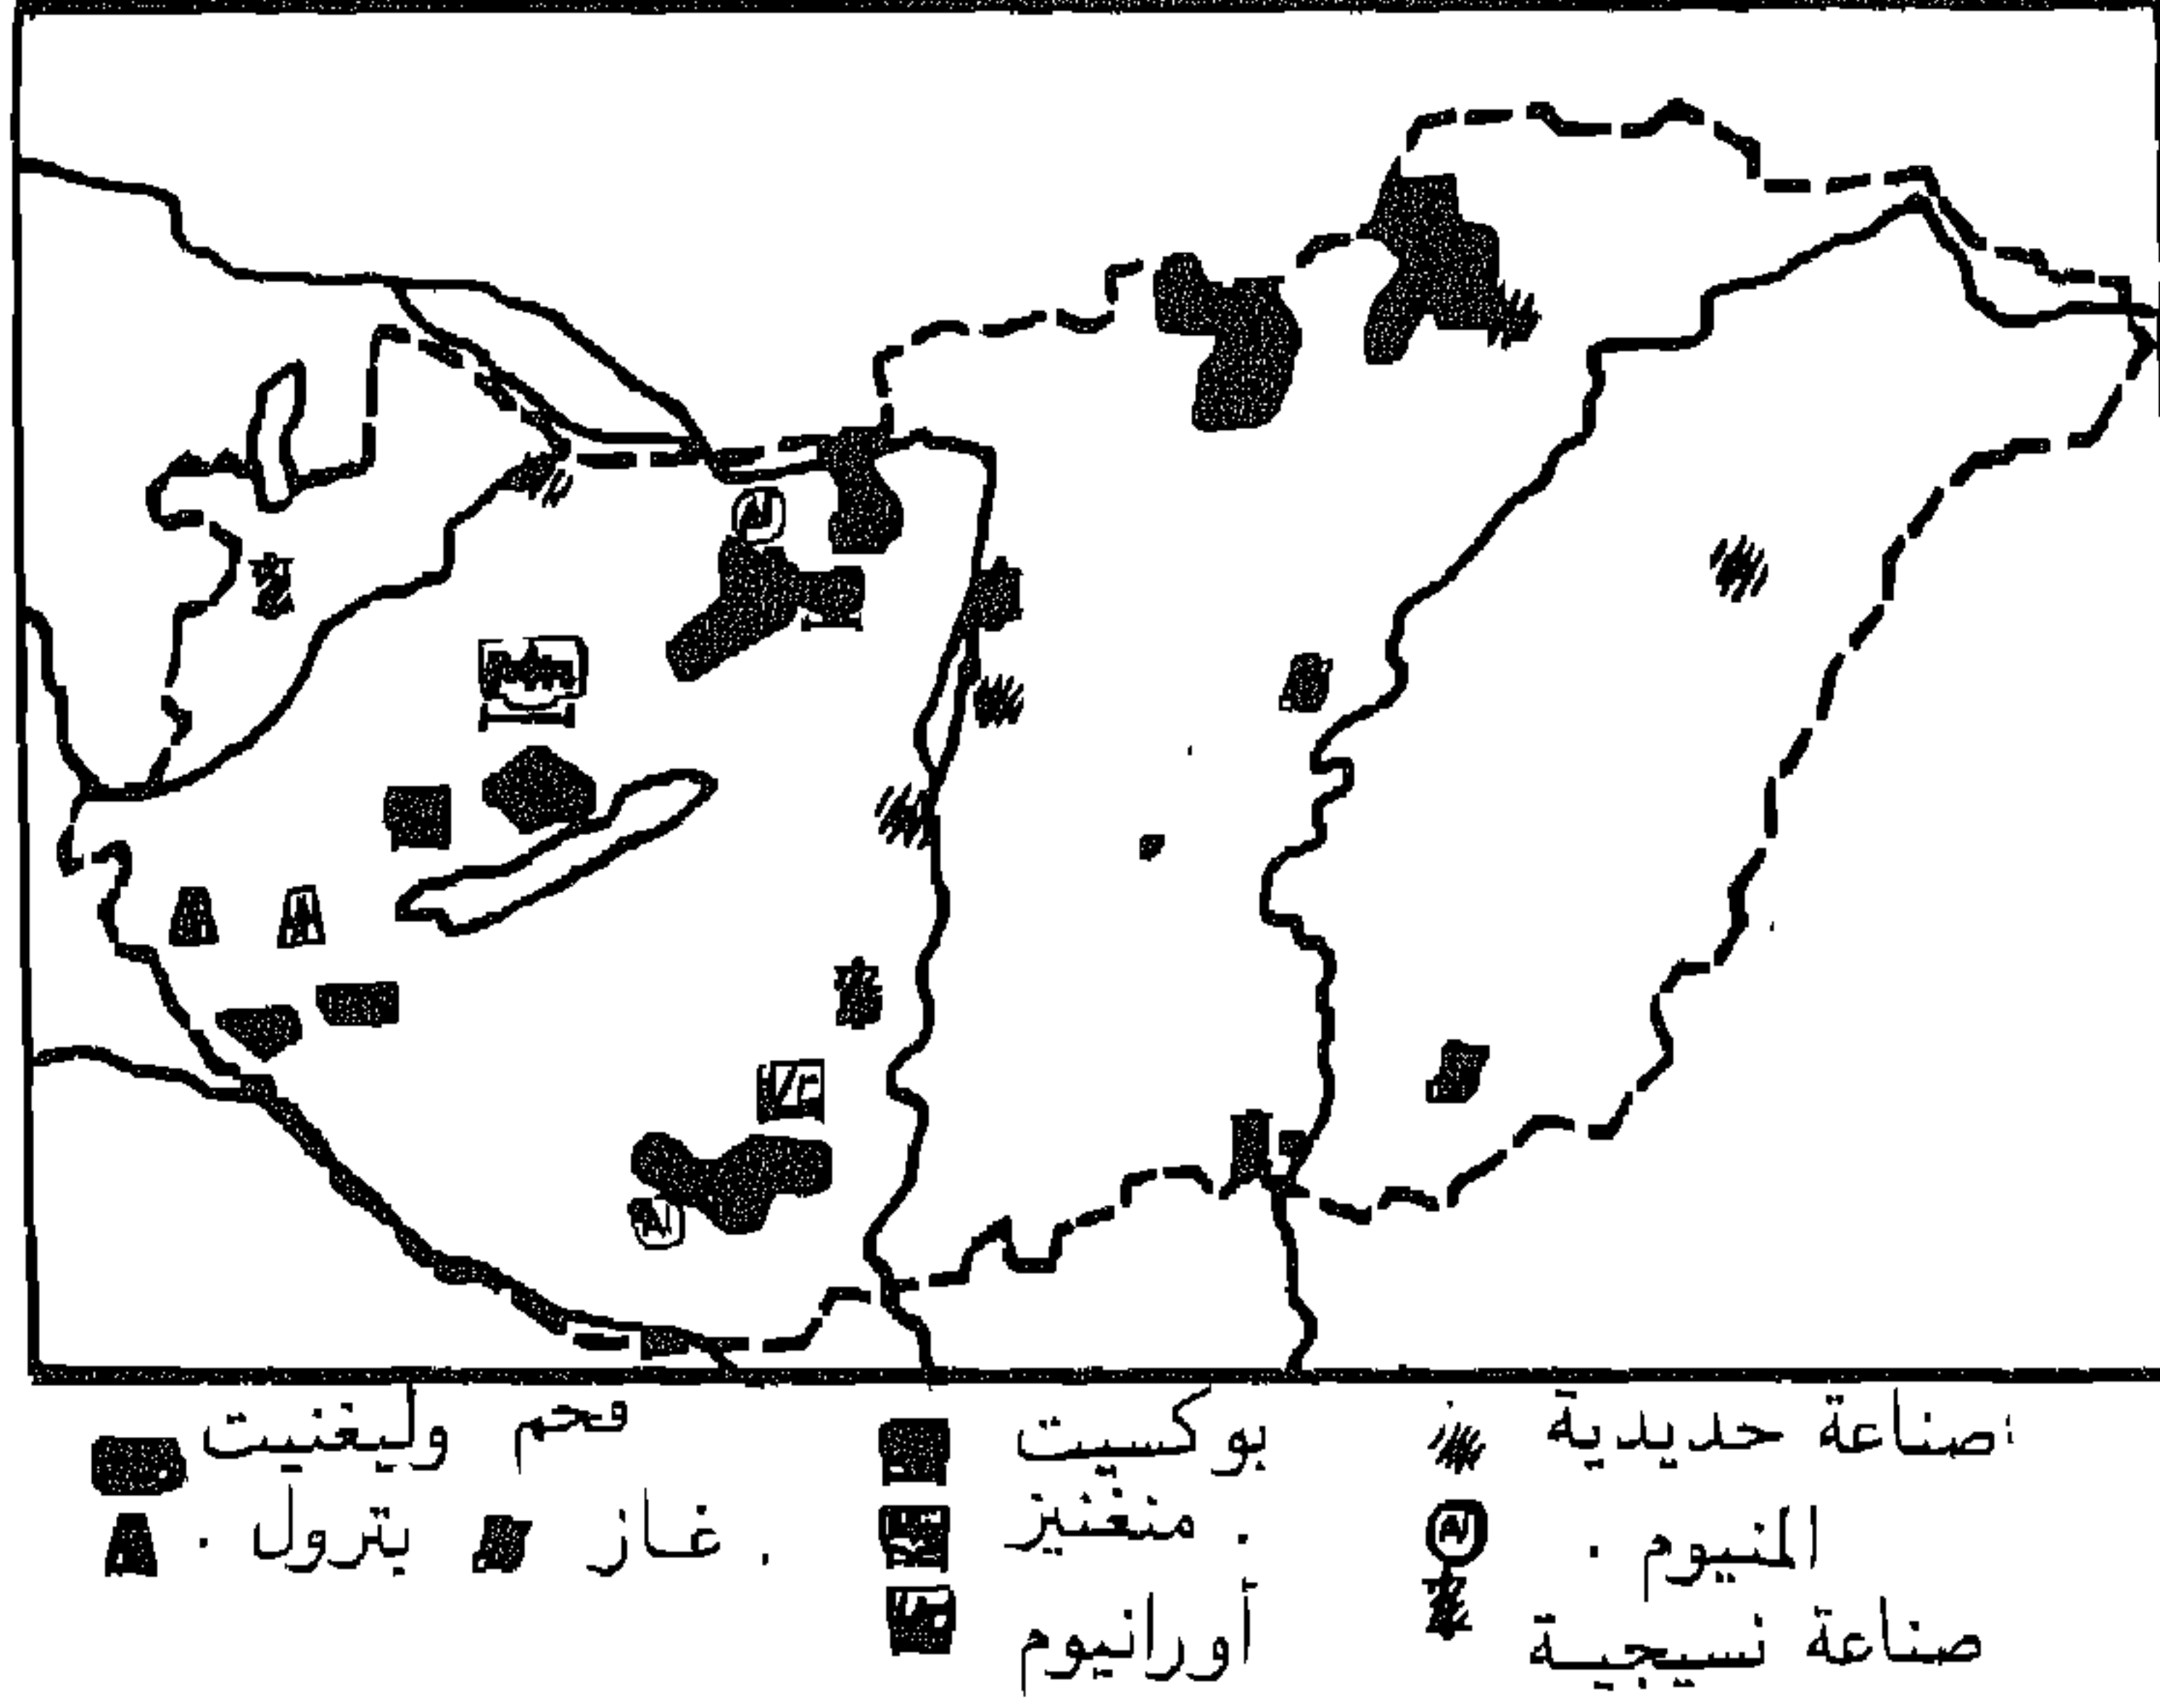 صناعة حديدية
بوكسيت
فحم وليغنيت
المنيوم .
. منغنيز
. غاز
بترول .
صناعة نسيجية
أورانيوم